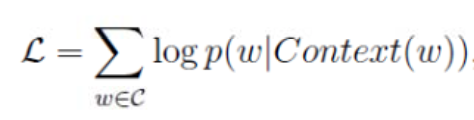 ℒ = ∑_{w∈𝒞} log p(w|Context(w)).